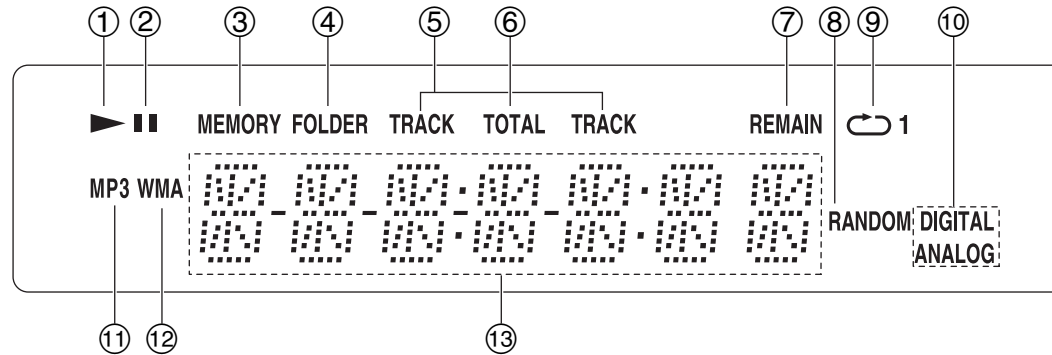 ① ② ③ ④ ⑤ ⑥ ⑦ ⑧ ⑨ ⑩
MEMORY FOLDER TRACK TOTAL TRACK REMAIN 1
MP3 WMA
RANDOM DIGITAL
ANALOG
⑪ ⑫ ⑬